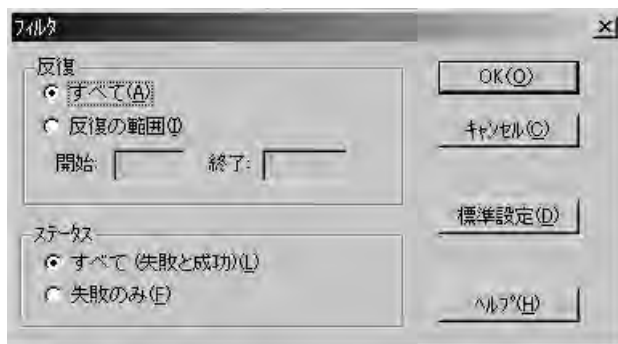 フィルタ
反復
すべて(A)
反復の範囲(I)
開始: 終了:
ステータス
すべて (失敗と成功)(L)
失敗のみ(F)
OK(O)
キャンセル(C)
標準設定(D)
ヘルプ(H)